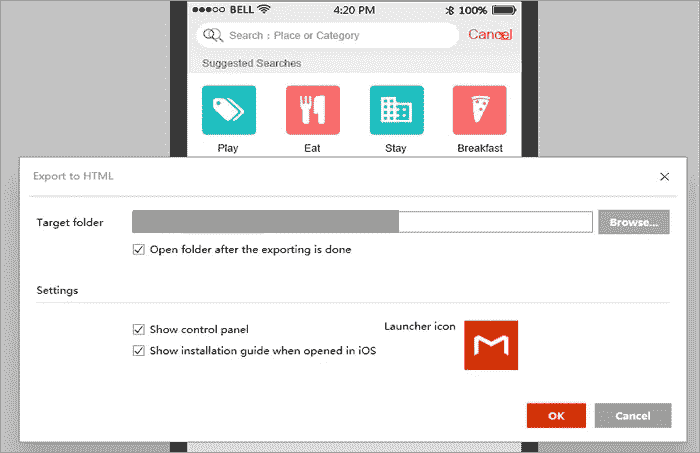 BELL 4:20 PM 100%
Search : Place or Category Cancel
Suggested Searches
Play Eat Stay Breakfast
Export to HTML
Target folder Browse...
Open folder after the exporting is done
Settings
Show control panel Launcher icon
Show installation guide when opened in iOS
OK Cancel